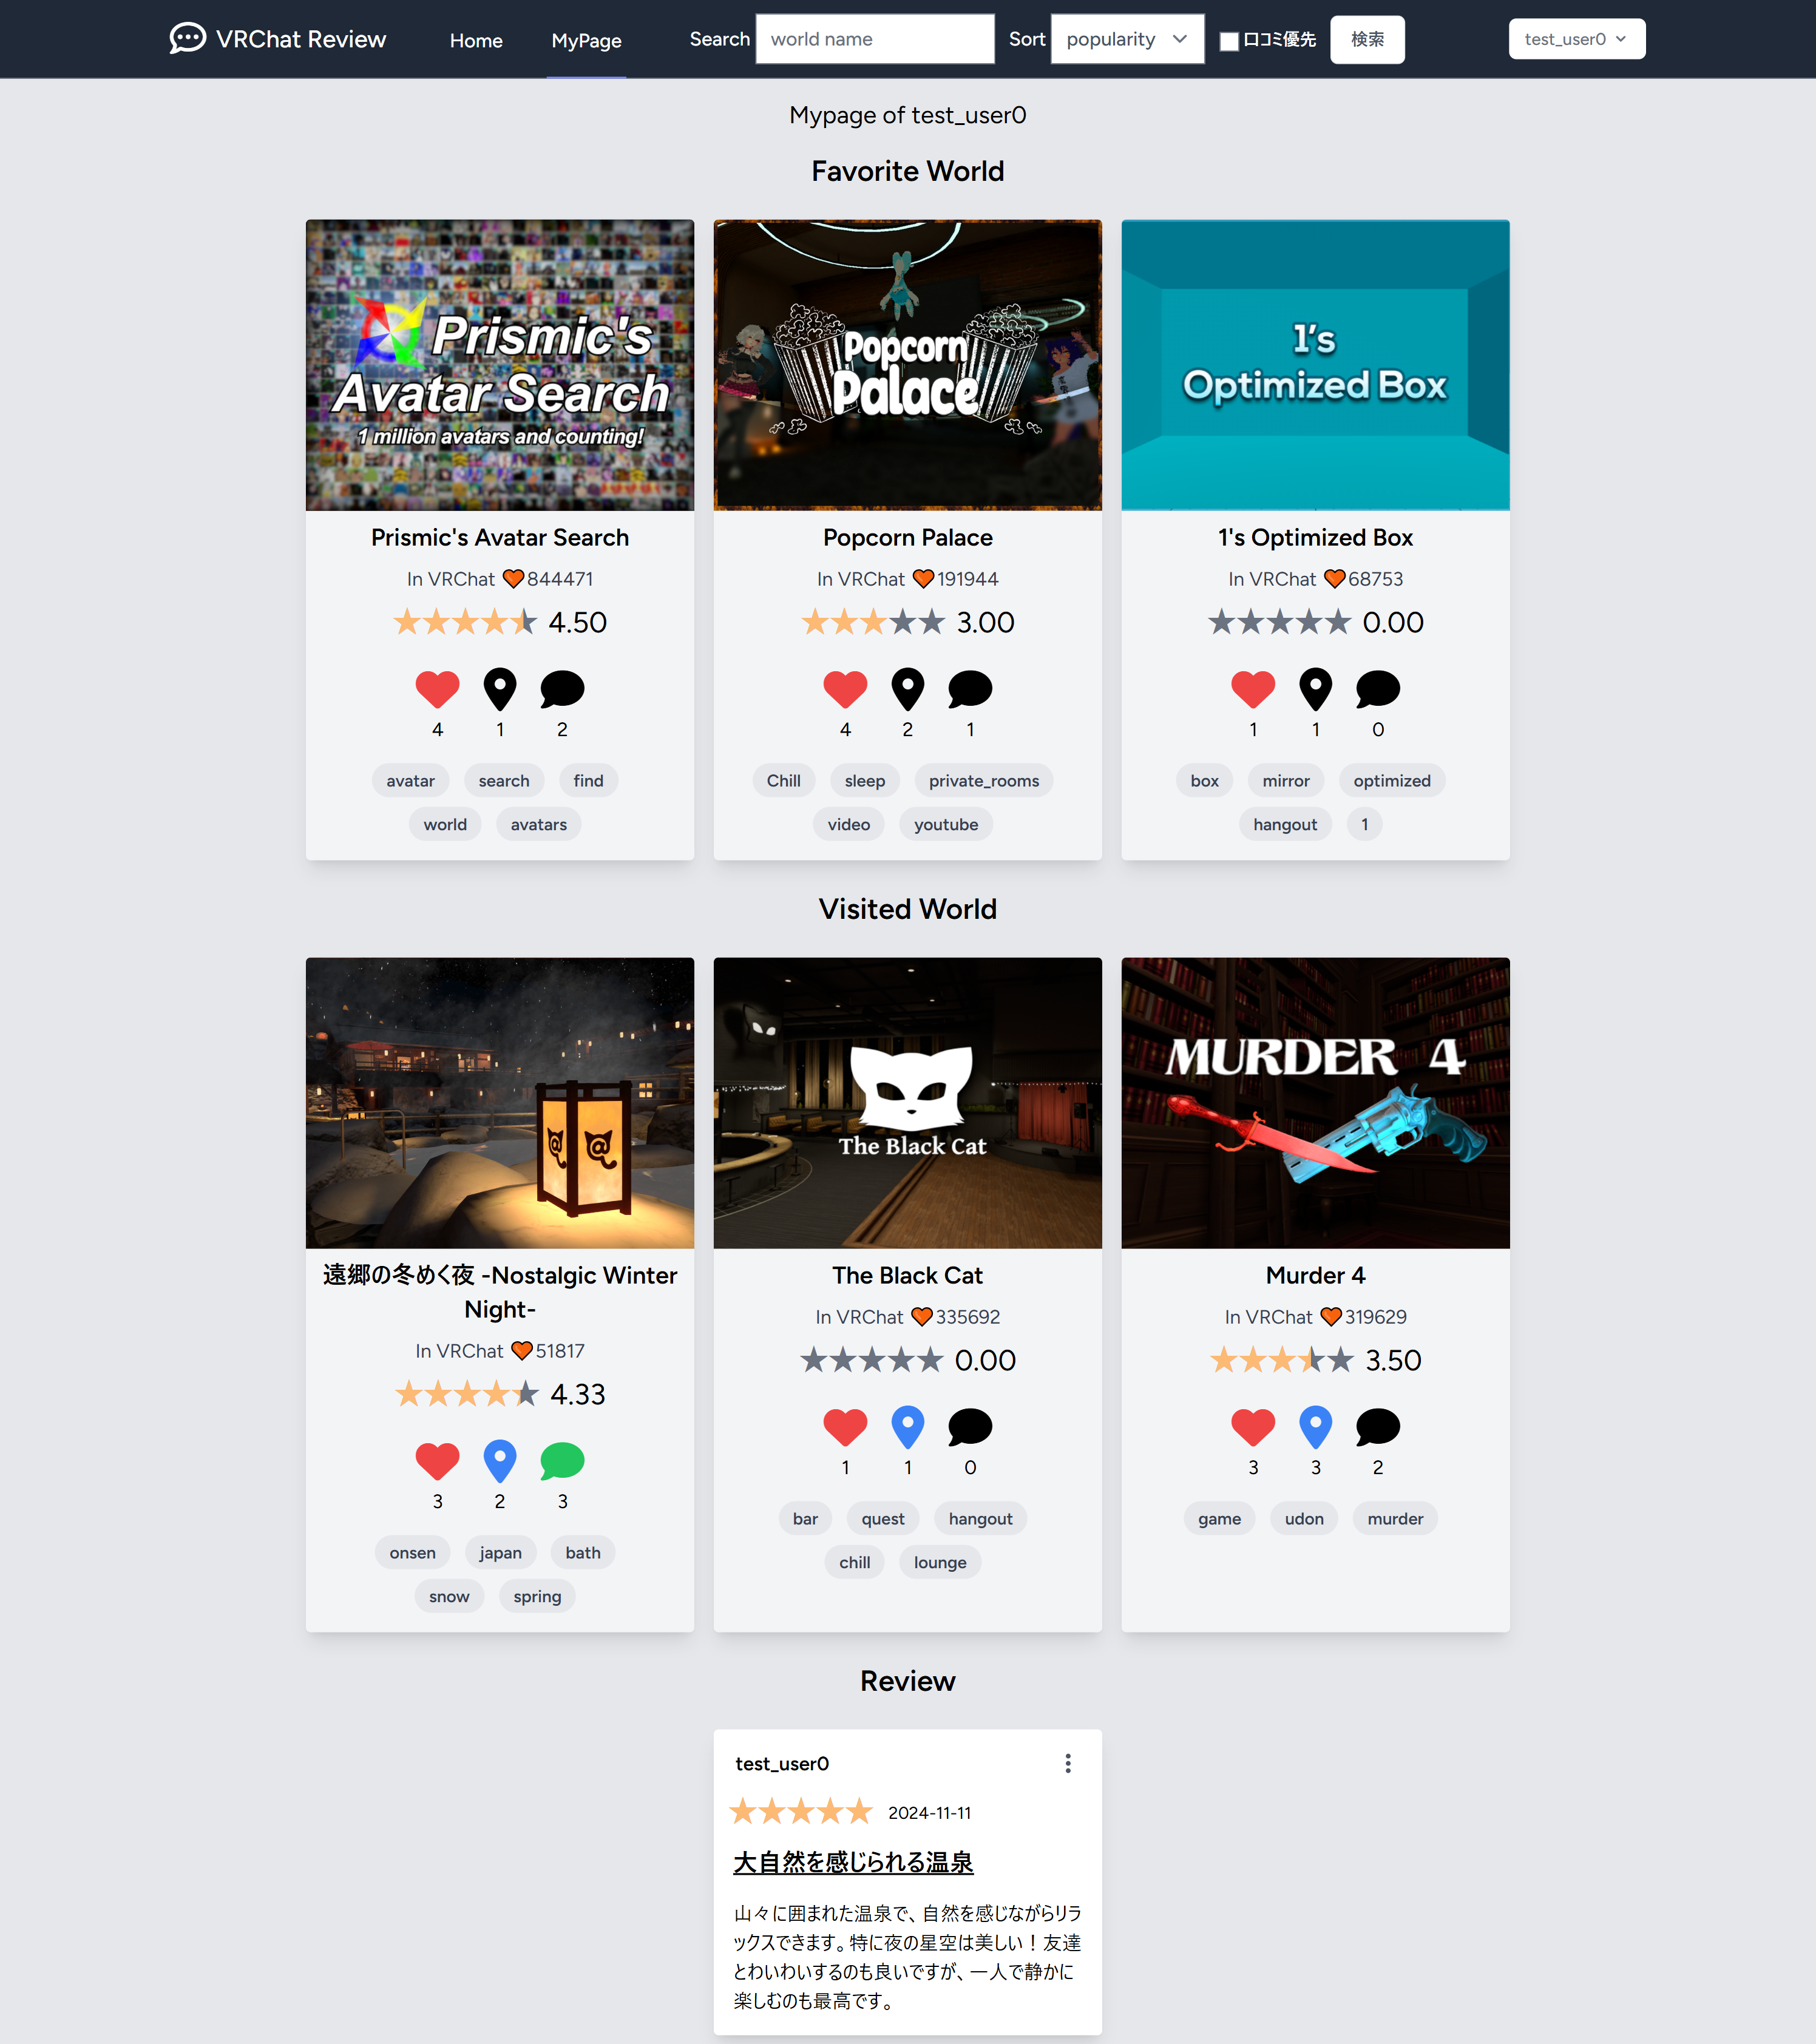 VRChat Review Home MyPage Search world name Sort popularity 口コミ優先 検索 test_user0
Mypage of test_user0
Favorite World
Prismic's
Avatar Search
1 million avatars and counting!
Prismic's Avatar Search
In VRChat 844471
4.50
4 1 2
avatar search find
world avatars
Popcorn
Palace
Popcorn Palace
In VRChat 191944
3.00
4 2 1
Chill sleep private_rooms
video youtube
1's
Optimized Box
1's Optimized Box
In VRChat 68753
0.00
1 1 0
box mirror optimized
hangout 1
Visited World
遠郷の冬めく夜 -Nostalgic Winter
Night-
In VRChat 51817
4.33
3 2 3
onsen japan bath
snow spring
The Black Cat
The Black Cat
In VRChat 335692
0.00
1 1 0
bar quest hangout
chill lounge
MURDER 4
Murder 4
In VRChat 319629
3.50
3 3 2
game udon murder
Review
test_user0
2024-11-11
大自然を感じられる温泉
山々に囲まれた温泉で、自然を感じながらリラ
ックスできます。特に夜の星空は美しい！友達
とわいわいするのも良いですが、一人で静かに
楽しむのも最高です。